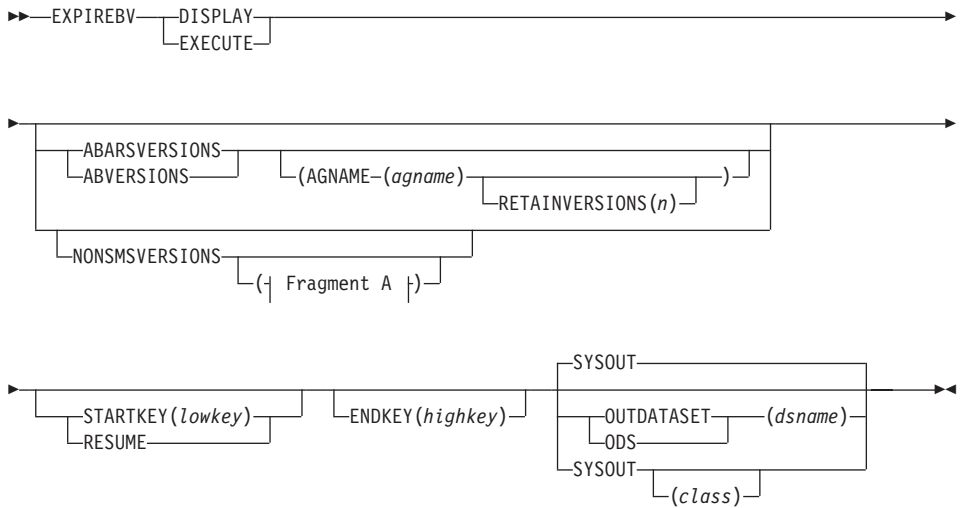 EXPIREBV DISPLAY
EXECUTE
ABARSVERSIONS
ABVERSIONS
(AGNAME (agname) )
RETAINVERSIONS(n)
NONSMSVERSIONS
( Fragment A )
SYSOUT
STARTKEY(lowkey)
RESUME
ENDKEY(highkey)
OUTDATASET (dsname)
ODS
SYSOUT
(class)